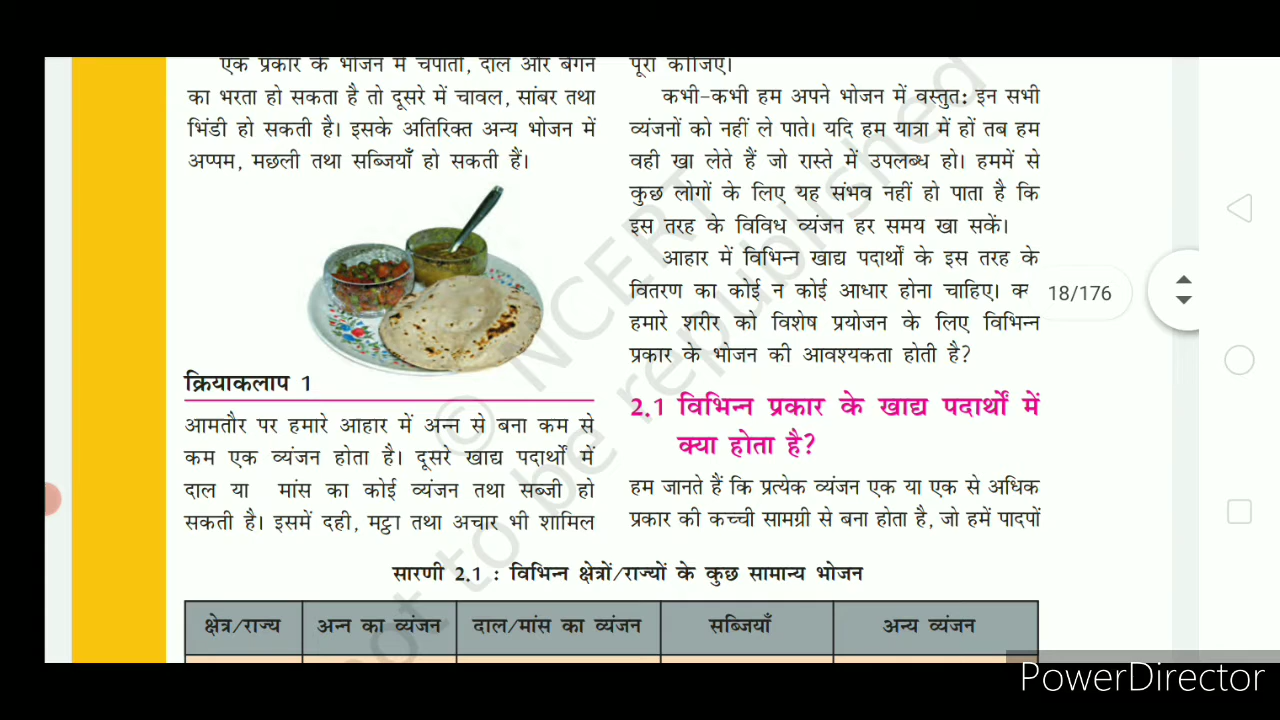 एक प्रकार के भोजन में चपाती, दाल और बैंगन
का भरता हो सकता है तो दूसरे में चावल, सांबर तथा
भिंडी हो सकती है। इसके अतिरिक्त अन्य भोजन में
अप्पम, मछली तथा सब्जियाँ हो सकती हैं।
क्रियाकलाप 1
आमतौर पर हमारे आहार में अन्न से बना कम से
कम एक व्यंजन होता है। दूसरे खाद्य पदार्थों में
दाल या मांस का कोई व्यंजन तथा सब्जी हो
सकती है। इसमें दही, मट्ठा तथा अचार भी शामिल
पूरा कीजिए।
कभी-कभी हम अपने भोजन में वस्तुत: इन सभी
व्यंजनों को नहीं ले पाते। यदि हम यात्रा में हों तब हम
वही खा लेते हैं जो रास्ते में उपलब्ध हो। हममें से
कुछ लोगों के लिए यह संभव नहीं हो पाता है कि
इस तरह के विविध व्यंजन हर समय खा सकें।
आहार में विभिन्न खाद्य पदार्थों के इस तरह के
वितरण का कोई न कोई आधार होना चाहिए।
हमारे शरीर को विशेष प्रयोजन के लिए विभिन्न
प्रकार के भोजन की आवश्यकता होती है?
2.1 विभिन्न प्रकार के खाद्य पदार्थों में
क्या होता है?
हम जानते हैं कि प्रत्येक व्यंजन एक या एक से अधिक
प्रकार की कच्ची सामग्री से बना होता है, जो हमें पादपों
सारणी 2.1 : विभिन्न क्षेत्रों/राज्यों के कुछ सामान्य भोजन
क्षेत्र/राज्य अन्न का व्यंजन दाल/मांस का व्यंजन सब्जियाँ अन्य व्यंजन
© NCERT
not to be republished
18/176
PowerDirector